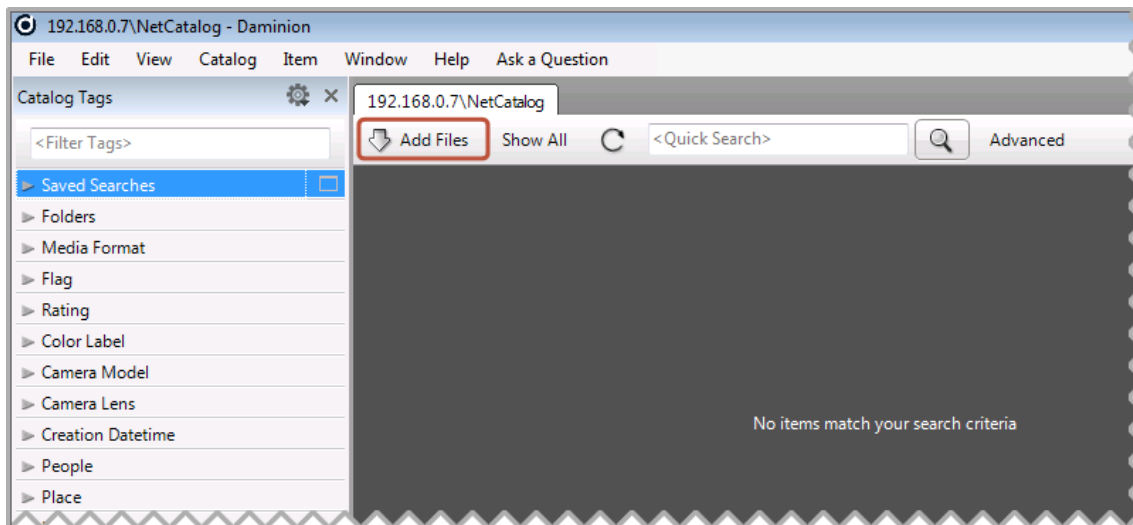 192.168.0.7\NetCatalog - Daminion
File Edit View Catalog Item Window Help Ask a Question
Catalog Tags
192.168.0.7\NetCatalog
<Filter Tags>
Add Files Show All <Quick Search> Advanced
Saved Searches
Folders
Media Format
Flag
Rating
Color Label
Camera Model
Camera Lens
Creation Datetime
People
Place
No items match your search criteria